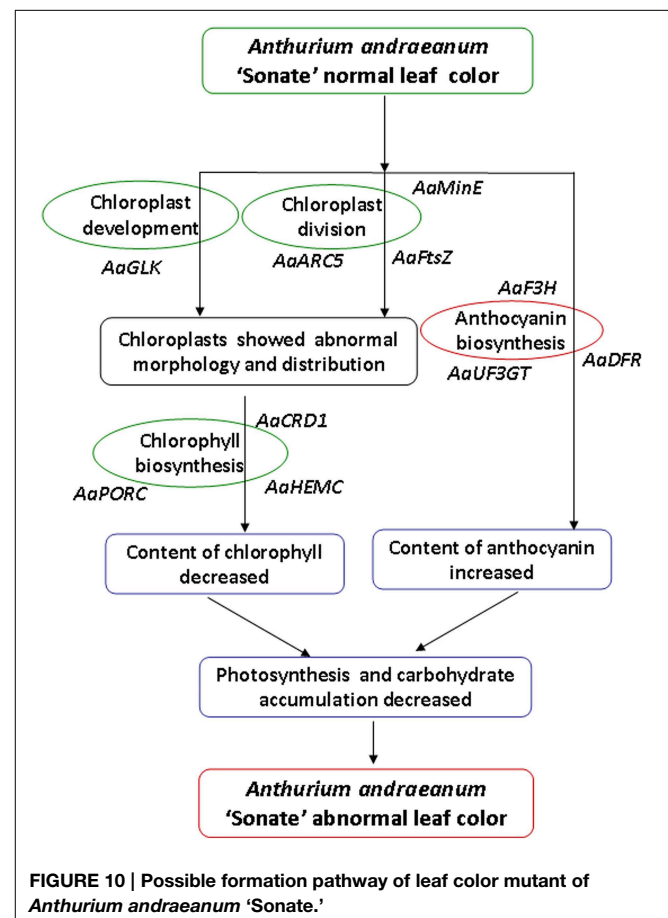 Anthurium andraeanum
‘Sonate’ normal leaf color
AaMinE
Chloroplast
development
Chloroplast
division
AaGLK
AaARC5
AaFtsZ
AaF3H
Chloroplasts showed abnormal
morphology and distribution
Anthocyanin
biosynthesis
AaDFR
AaUF3GT
AaCRD1
Chlorophyll
biosynthesis
AaPORC
AaHEMC
Content of chlorophyll
decreased
Content of anthocyanin
increased
Photosynthesis and carbohydrate
accumulation decreased
Anthurium andraeanum
‘Sonate’ abnormal leaf color
FIGURE 10 | Possible formation pathway of leaf color mutant of
Anthurium andraeanum ‘Sonate.’